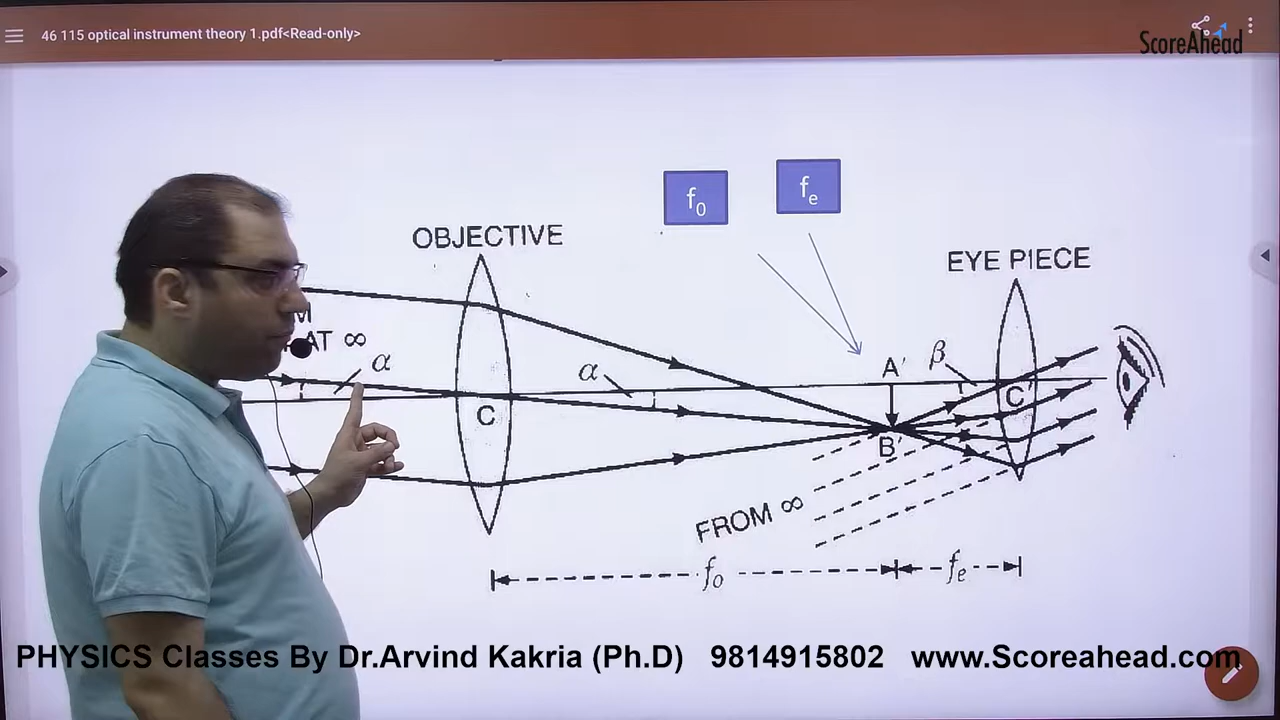 46 115 optical instrument theory 1.pdf<Read-only>
ScoreAhead
f0
fe
OBJECTIVE
EYE PIECE
AT ∞
α
α
β
A'
C
C'
B'
FROM ∞
fo
fe
PHYSICS Classes By Dr.Arvind Kakria (Ph.D) 9814915802 www.Scoreahead.com